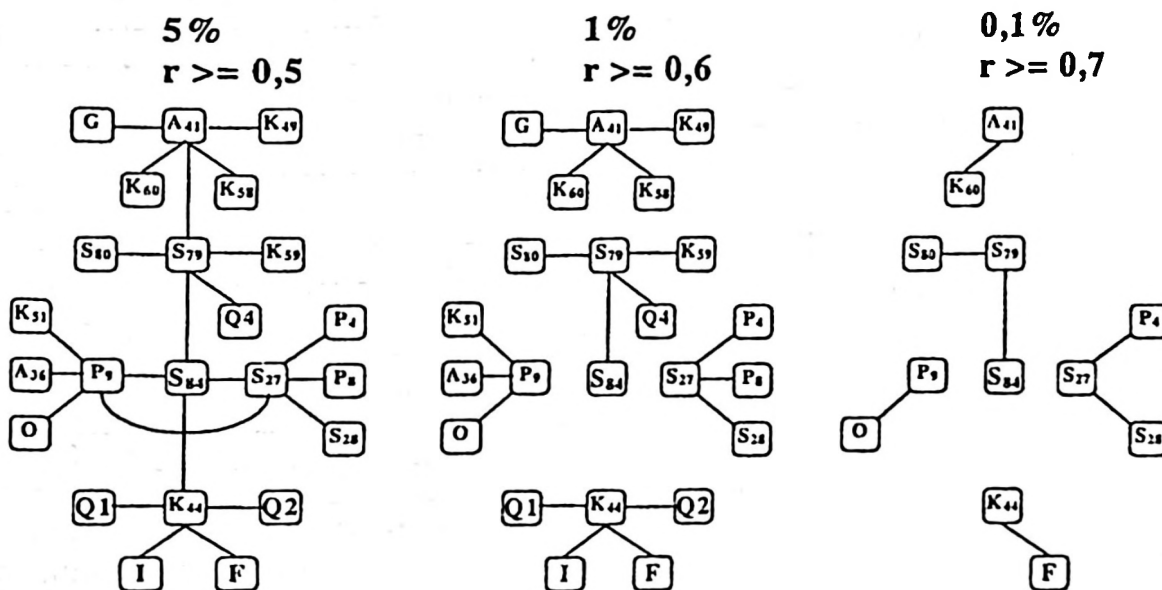 5% 1% 0,1%
r >= 0,5 r >= 0,6 r >= 0,7
G A41 K49 G A41 K49 A41
K60 K58 K60 K58 K60
S80 S79 K59 S80 S79 K59 S80 S79
K51 Q4 P4 K51 Q4 P4 P4
A36 P9 S84 S27 P8 A36 P9 S84 S27 P8 P9 S84 S27
O S28 O S28 O S28
Q1 K44 Q2 Q1 K44 Q2 K44
I F I F F